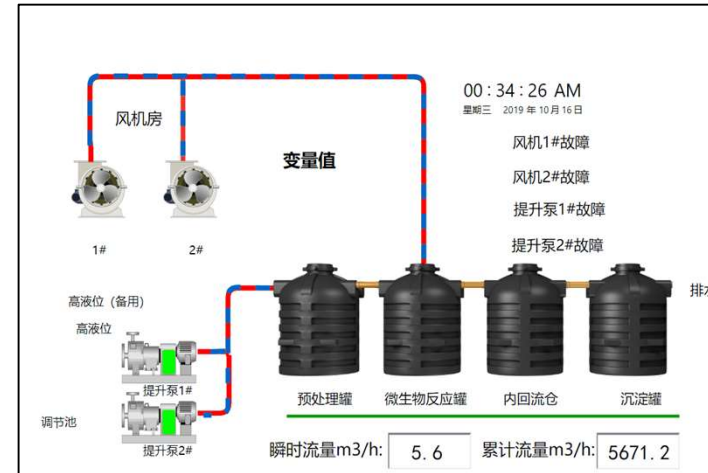 00:34:26 AM
星期三 2019 年 10 月 16 日
风机房
风机1#故障
变量值
风机2#故障
提升泵1#故障
1# 2#
提升泵2#故障
高液位（备用）
排水
高液位
提升泵1#
预处理罐 微生物反应罐 内回流仓 沉淀罐
调节池
提升泵2#
瞬时流量m3/h: 5.6 累计流量m3/h: 5671.2